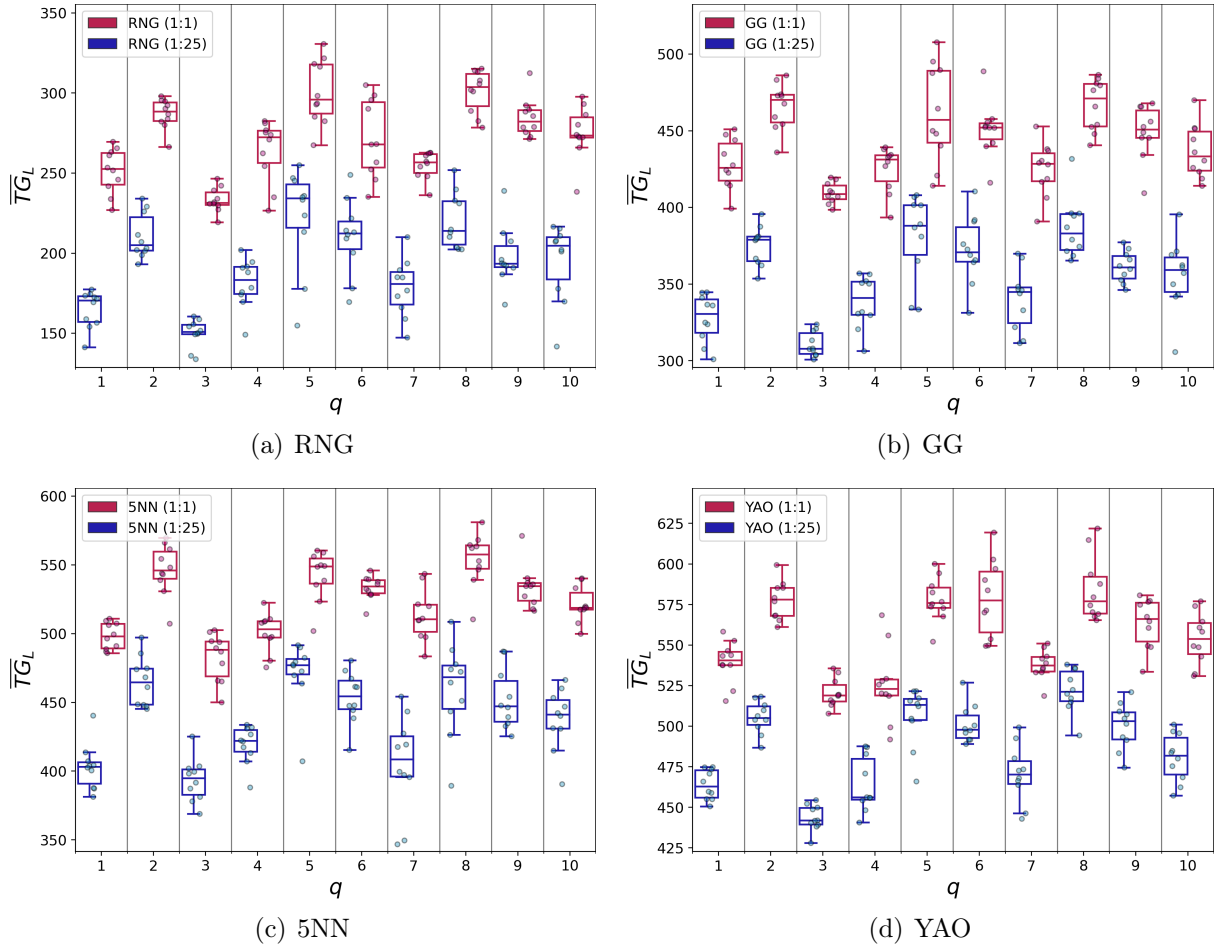 RNG (1:1)
RNG (1:25)
350
300
250
200
150
T̅G̅_L
1 2 3 4 5 6 7 8 9 10
q
(a) RNG
GG (1:1)
GG (1:25)
500
450
400
350
300
T̅G̅_L
1 2 3 4 5 6 7 8 9 10
q
(b) GG
5NN (1:1)
5NN (1:25)
600
550
500
450
400
350
T̅G̅_L
1 2 3 4 5 6 7 8 9 10
q
(c) 5NN
YAO (1:1)
YAO (1:25)
625
600
575
550
525
500
475
450
425
T̅G̅_L
1 2 3 4 5 6 7 8 9 10
q
(d) YAO